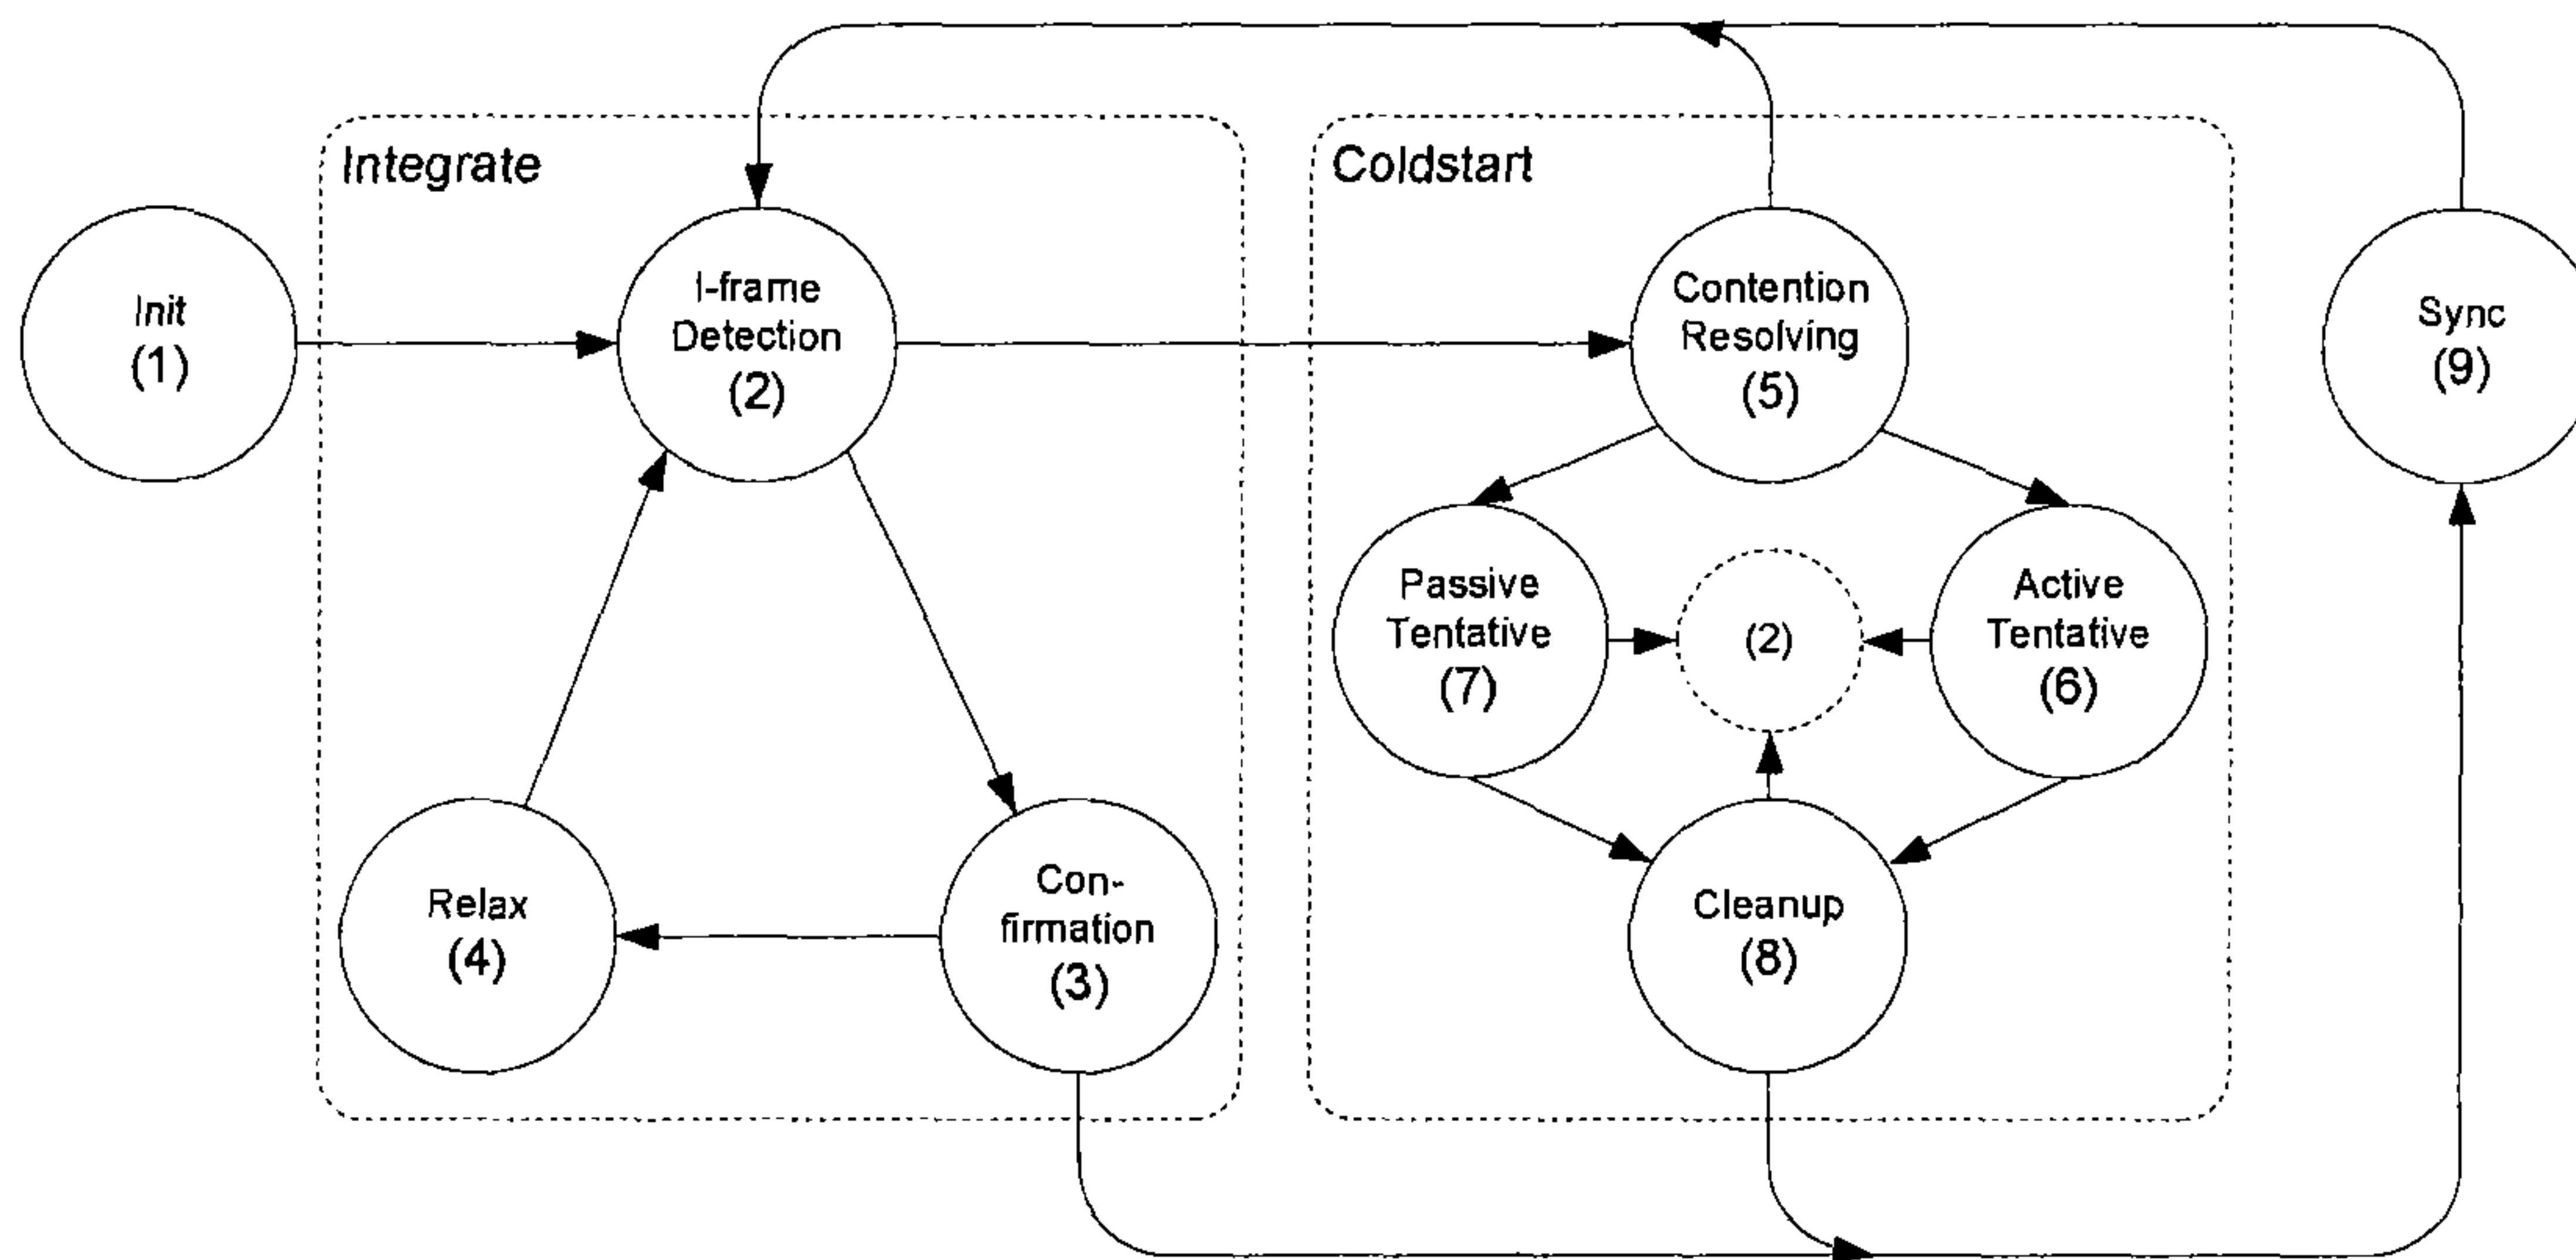 Integrate
Coldstart
Init
(1)
I-frame
Detection
(2)
Contention
Resolving
(5)
Sync
(9)
Passive
Tentative
(7)
(2)
Active
Tentative
(6)
Relax
(4)
Con-
firmation
(3)
Cleanup
(8)